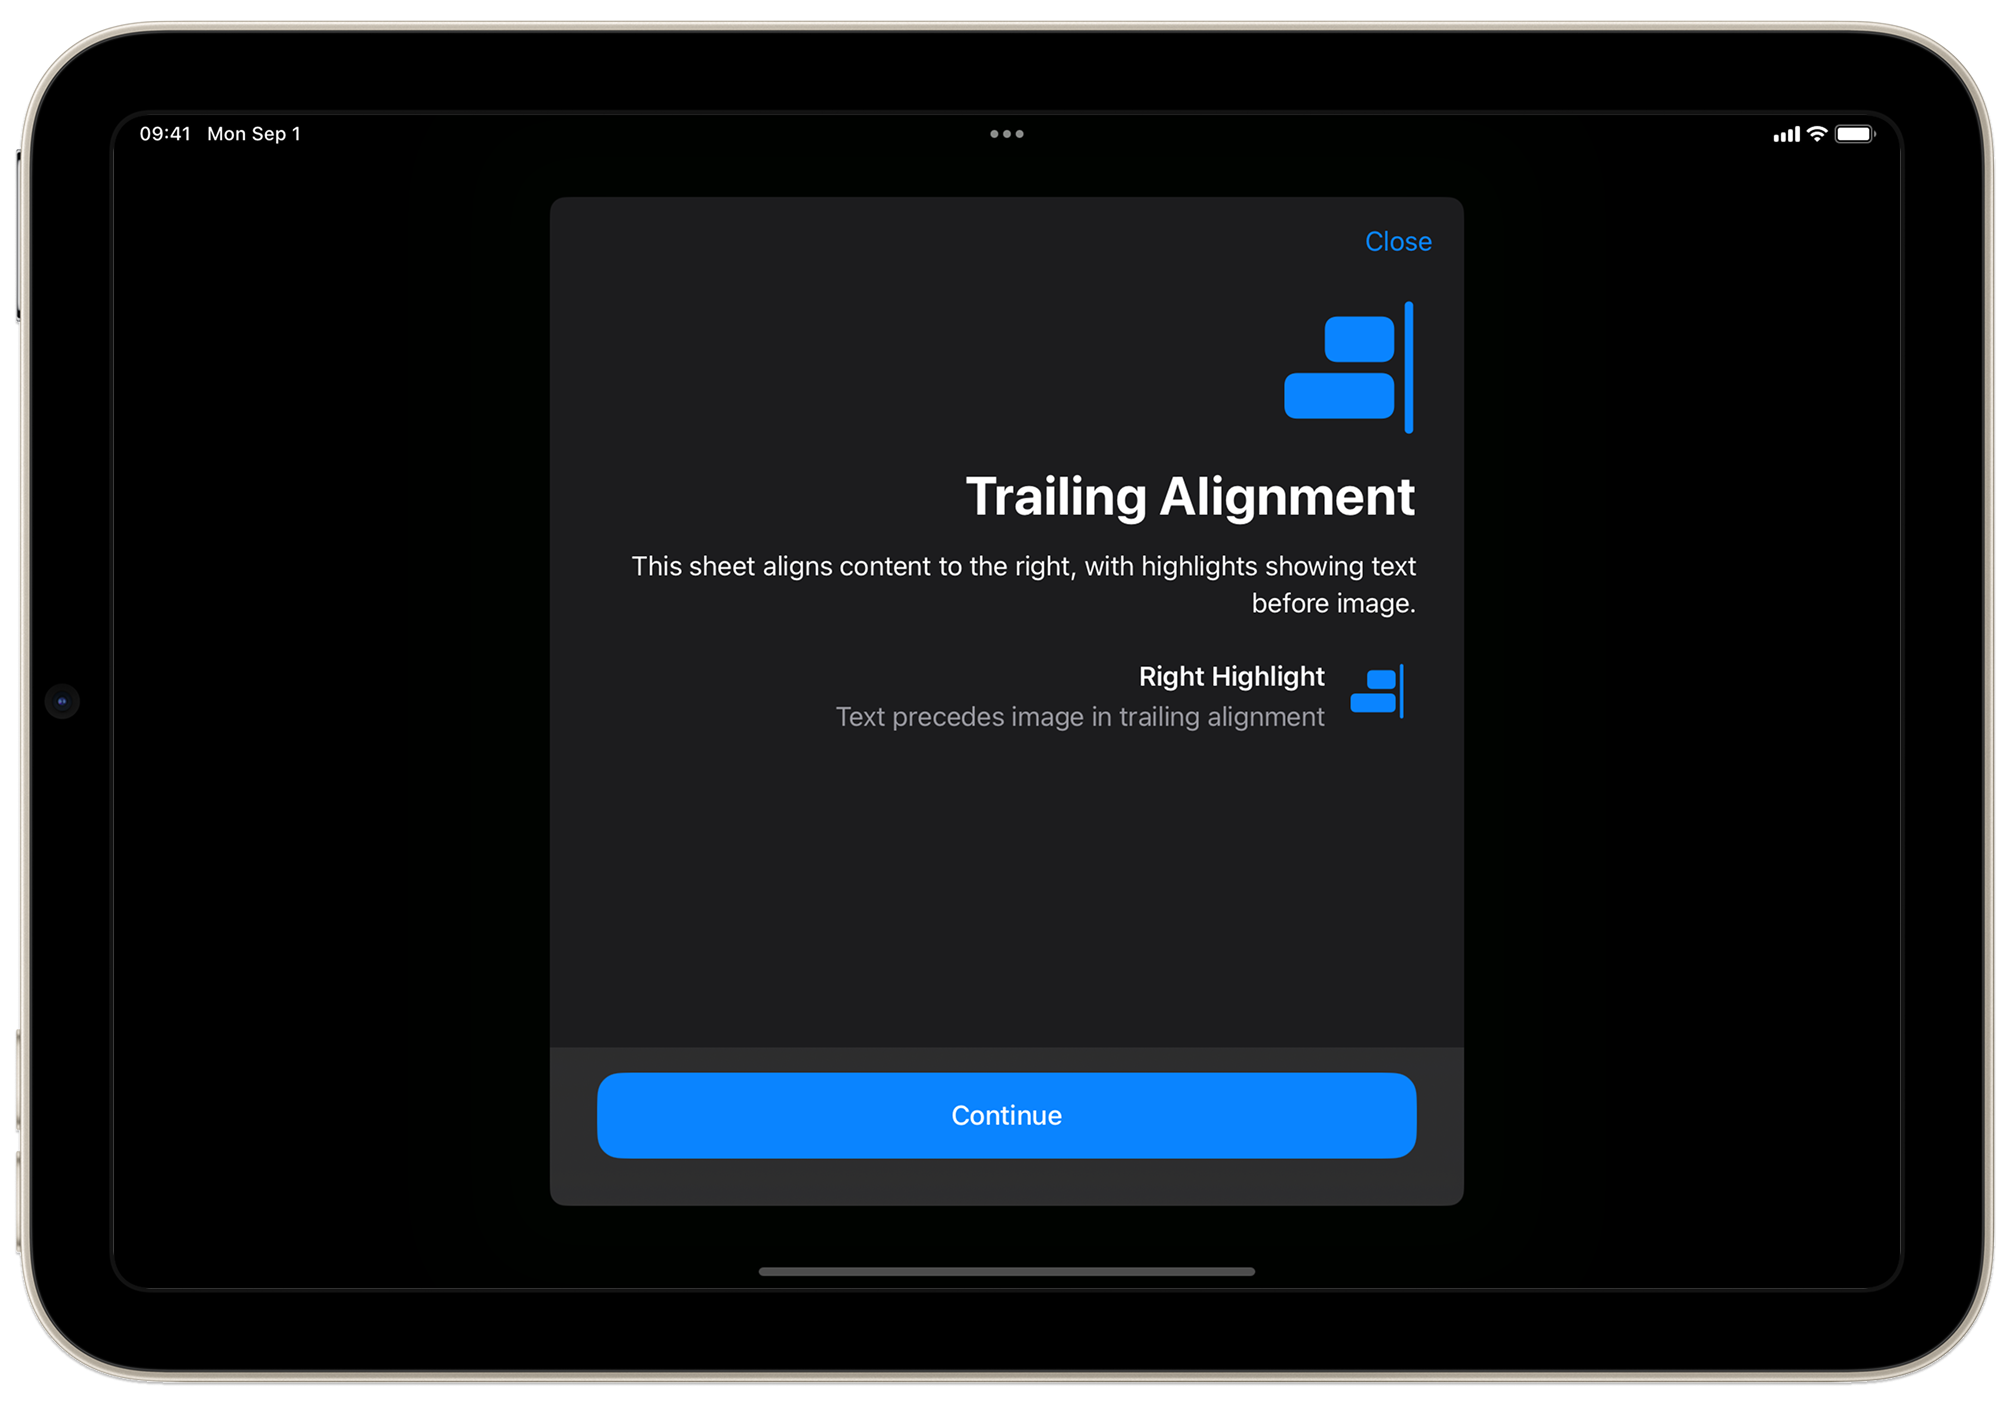 09:41 Mon Sep 1
Close
Trailing Alignment
This sheet aligns content to the right, with highlights showing text
before image.
Right Highlight
Text precedes image in trailing alignment
Continue